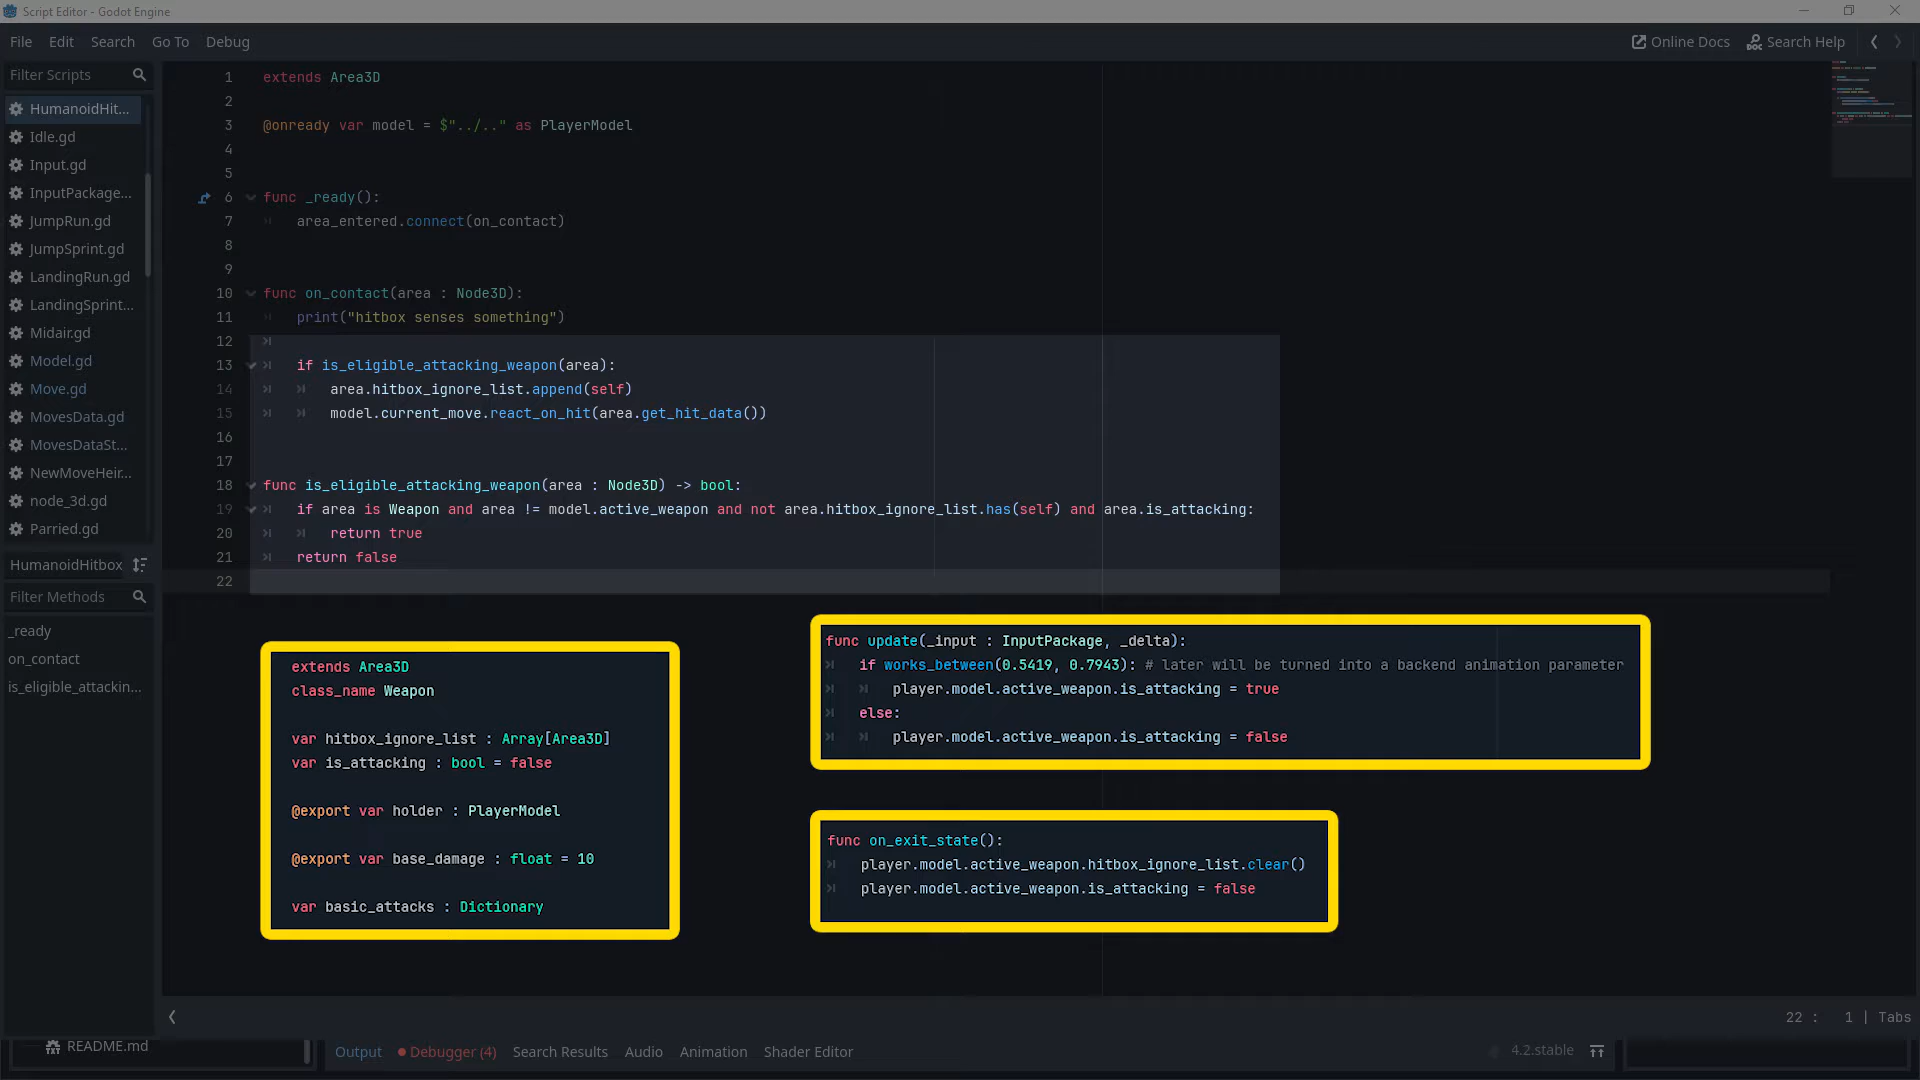 Script Editor - Godot Engine
File Edit Search Go To Debug
Online Docs Search Help
Filter Scripts
HumanoidHit...
Idle.gd
Input.gd
InputPackage...
JumpRun.gd
JumpSprint.gd
LandingRun.gd
LandingSprint...
Midair.gd
Model.gd
Move.gd
MovesData.gd
MovesDataSt...
NewMoveHeir...
node_3d.gd
Parried.gd
HumanoidHitbox
Filter Methods
_ready
on_contact
is_eligible_attackin...
1 extends Area3D
2
3 @onready var model = $"../.." as PlayerModel
4
5
6 func _ready():
7 area_entered.connect(on_contact)
8
9
10 func on_contact(area : Node3D):
11 print("hitbox senses something")
12
13 if is_eligible_attacking_weapon(area):
14 area.hitbox_ignore_list.append(self)
15 model.current_move.react_on_hit(area.get_hit_data())
16
17
18 func is_eligible_attacking_weapon(area : Node3D) -> bool:
19 if area is Weapon and area != model.active_weapon and not area.hitbox_ignore_list.has(self) and area.is_attacking:
20 return true
21 return false
22
extends Area3D
class_name Weapon
var hitbox_ignore_list : Array[Area3D]
var is_attacking : bool = false
@export var holder : PlayerModel
@export var base_damage : float = 10
var basic_attacks : Dictionary
func update(_input : InputPackage, _delta):
if works_between(0.5419, 0.7943): # later will be turned into a backend animation parameter
player.model.active_weapon.is_attacking = true
else:
player.model.active_weapon.is_attacking = false
func on_exit_state():
player.model.active_weapon.hitbox_ignore_list.clear()
player.model.active_weapon.is_attacking = false
22 : 1 | Tabs
README.md
Output Debugger (4) Search Results Audio Animation Shader Editor
4.2.stable